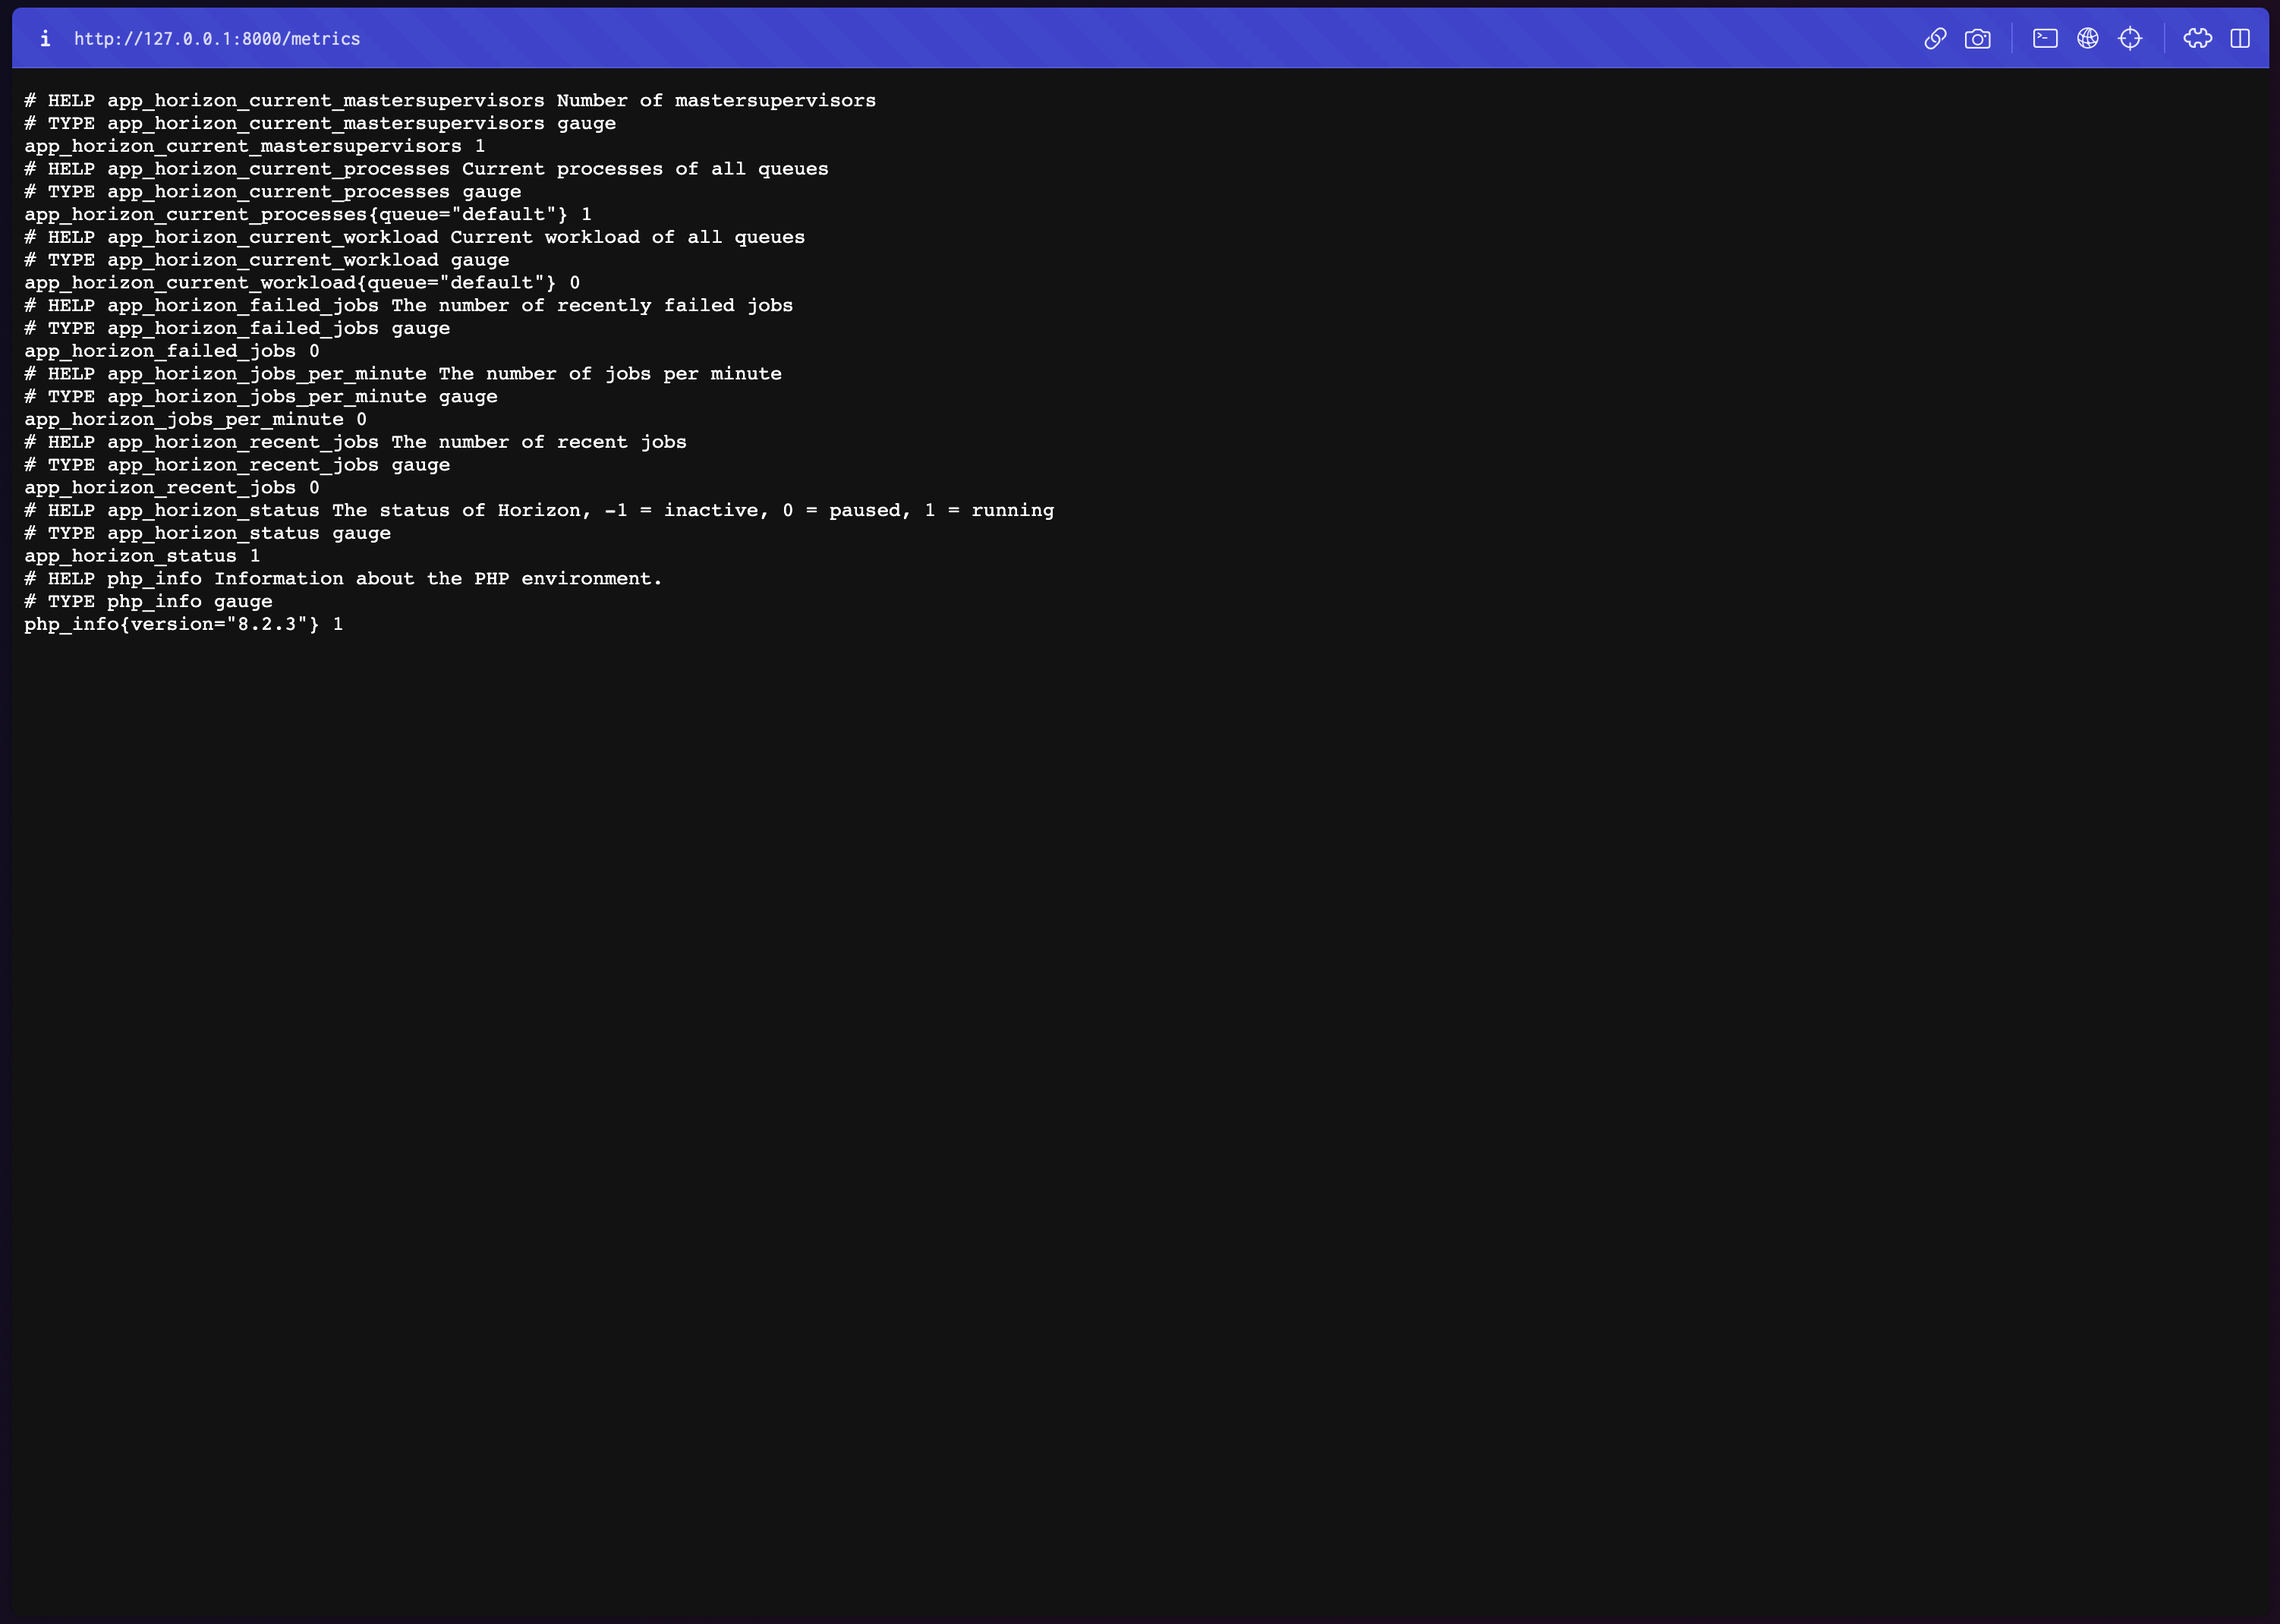 i http://127.0.0.1:8000/metrics
# HELP app_horizon_current_mastersupervisors Number of mastersupervisors
# TYPE app_horizon_current_mastersupervisors gauge
app_horizon_current_mastersupervisors 1
# HELP app_horizon_current_processes Current processes of all queues
# TYPE app_horizon_current_processes gauge
app_horizon_current_processes{queue="default"} 1
# HELP app_horizon_current_workload Current workload of all queues
# TYPE app_horizon_current_workload gauge
app_horizon_current_workload{queue="default"} 0
# HELP app_horizon_failed_jobs The number of recently failed jobs
# TYPE app_horizon_failed_jobs gauge
app_horizon_failed_jobs 0
# HELP app_horizon_jobs_per_minute The number of jobs per minute
# TYPE app_horizon_jobs_per_minute gauge
app_horizon_jobs_per_minute 0
# HELP app_horizon_recent_jobs The number of recent jobs
# TYPE app_horizon_recent_jobs gauge
app_horizon_recent_jobs 0
# HELP app_horizon_status The status of Horizon, -1 = inactive, 0 = paused, 1 = running
# TYPE app_horizon_status gauge
app_horizon_status 1
# HELP php_info Information about the PHP environment.
# TYPE php_info gauge
php_info{version="8.2.3"} 1